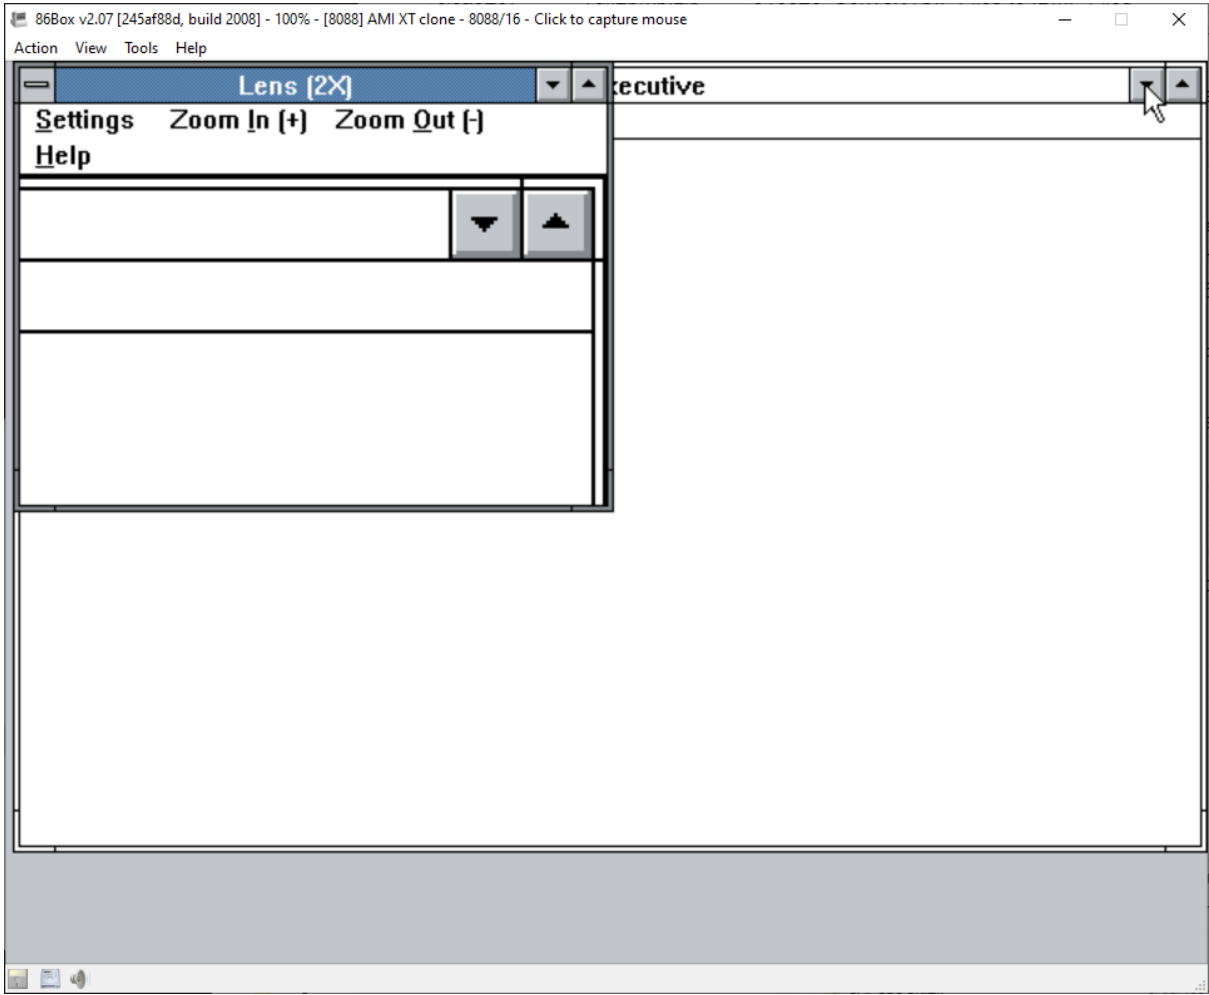 86Box v2.07 [245af88d, build 2008] - 100% - [8088] AMI XT clone - 8088/16 - Click to capture mouse
Action View Tools Help
Lens (2X)
ecutive
Settings Zoom In (+) Zoom Out (-)
Help